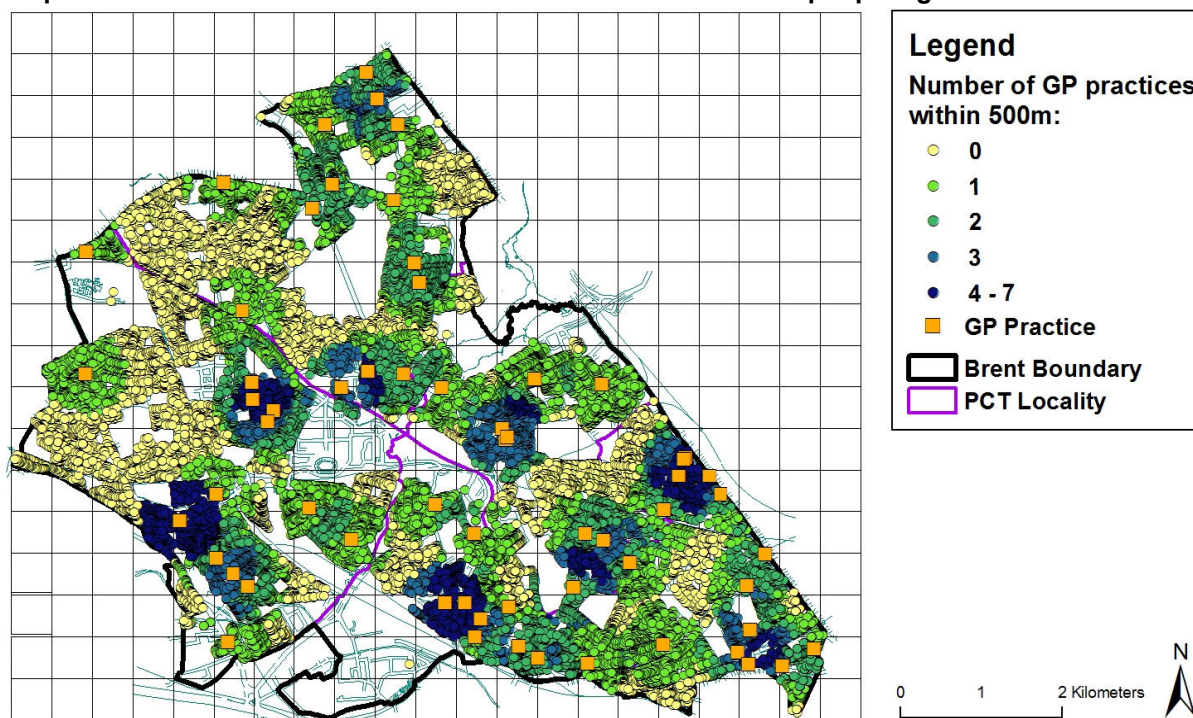 Legend
Number of GP practices
within 500m:
0
1
2
3
4 - 7
GP Practice
Brent Boundary
PCT Locality
N
0 1 2 Kilometers